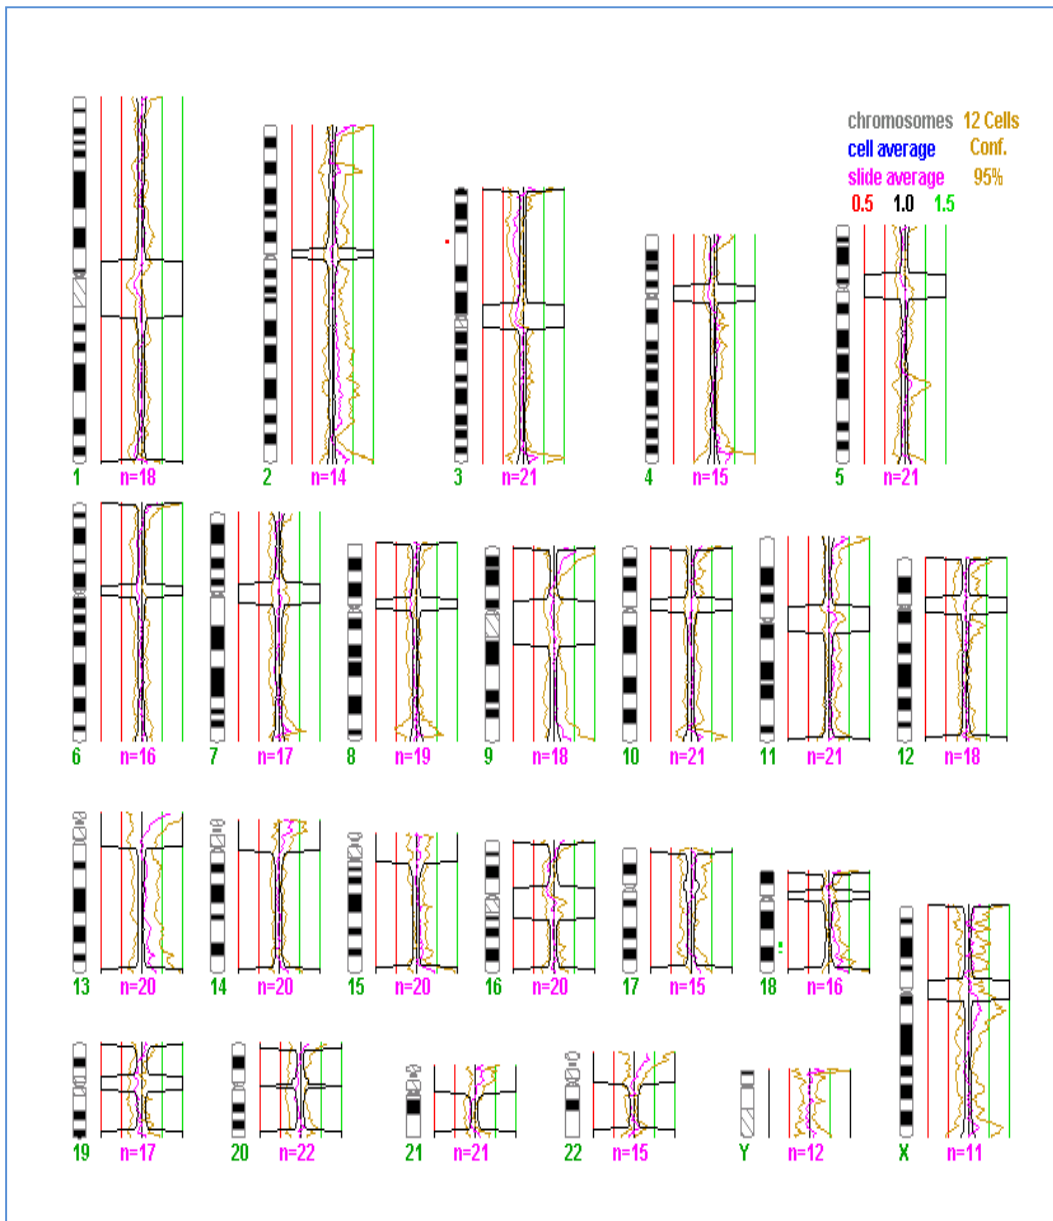 chromosomes 12 Cells
cell average Conf.
slide average 95%
0.5 1.0 1.5
1 n=18
2 n=14
3 n=21
4 n=15
5 n=21
6 n=16
7 n=17
8 n=19
9 n=18
10 n=21
11 n=21
12 n=18
13 n=20
14 n=20
15 n=20
16 n=20
17 n=15
18 n=16
19 n=17
20 n=22
21 n=21
22 n=15
Y n=12
X n=11